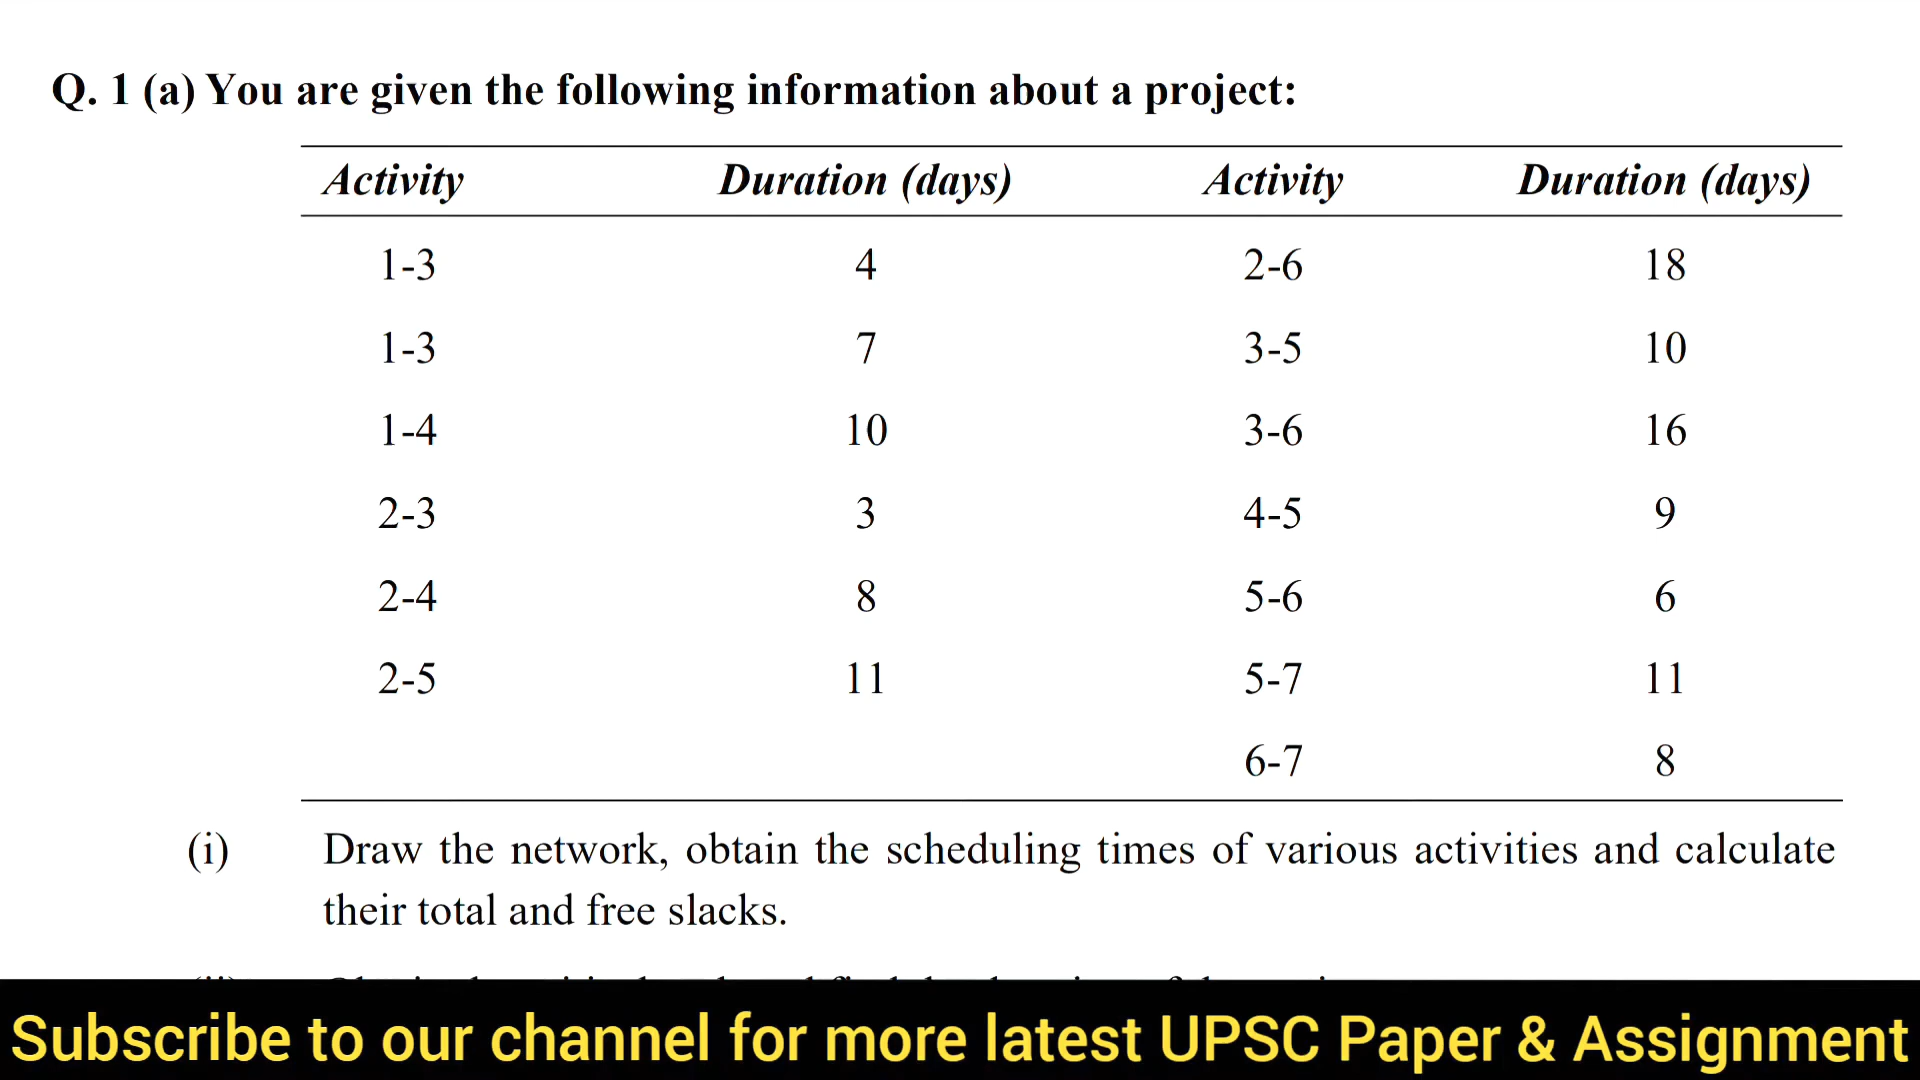 Q. 1 (a) You are given the following information about a project:
Activity Duration (days) Activity Duration (days)
1-3 4 2-6 18
1-3 7 3-5 10
1-4 10 3-6 16
2-3 3 4-5 9
2-4 8 5-6 6
2-5 11 5-7 11
6-7 8
(i) Draw the network, obtain the scheduling times of various activities and calculate
their total and free slacks.
Subscribe to our channel for more latest UPSC Paper & Assignment